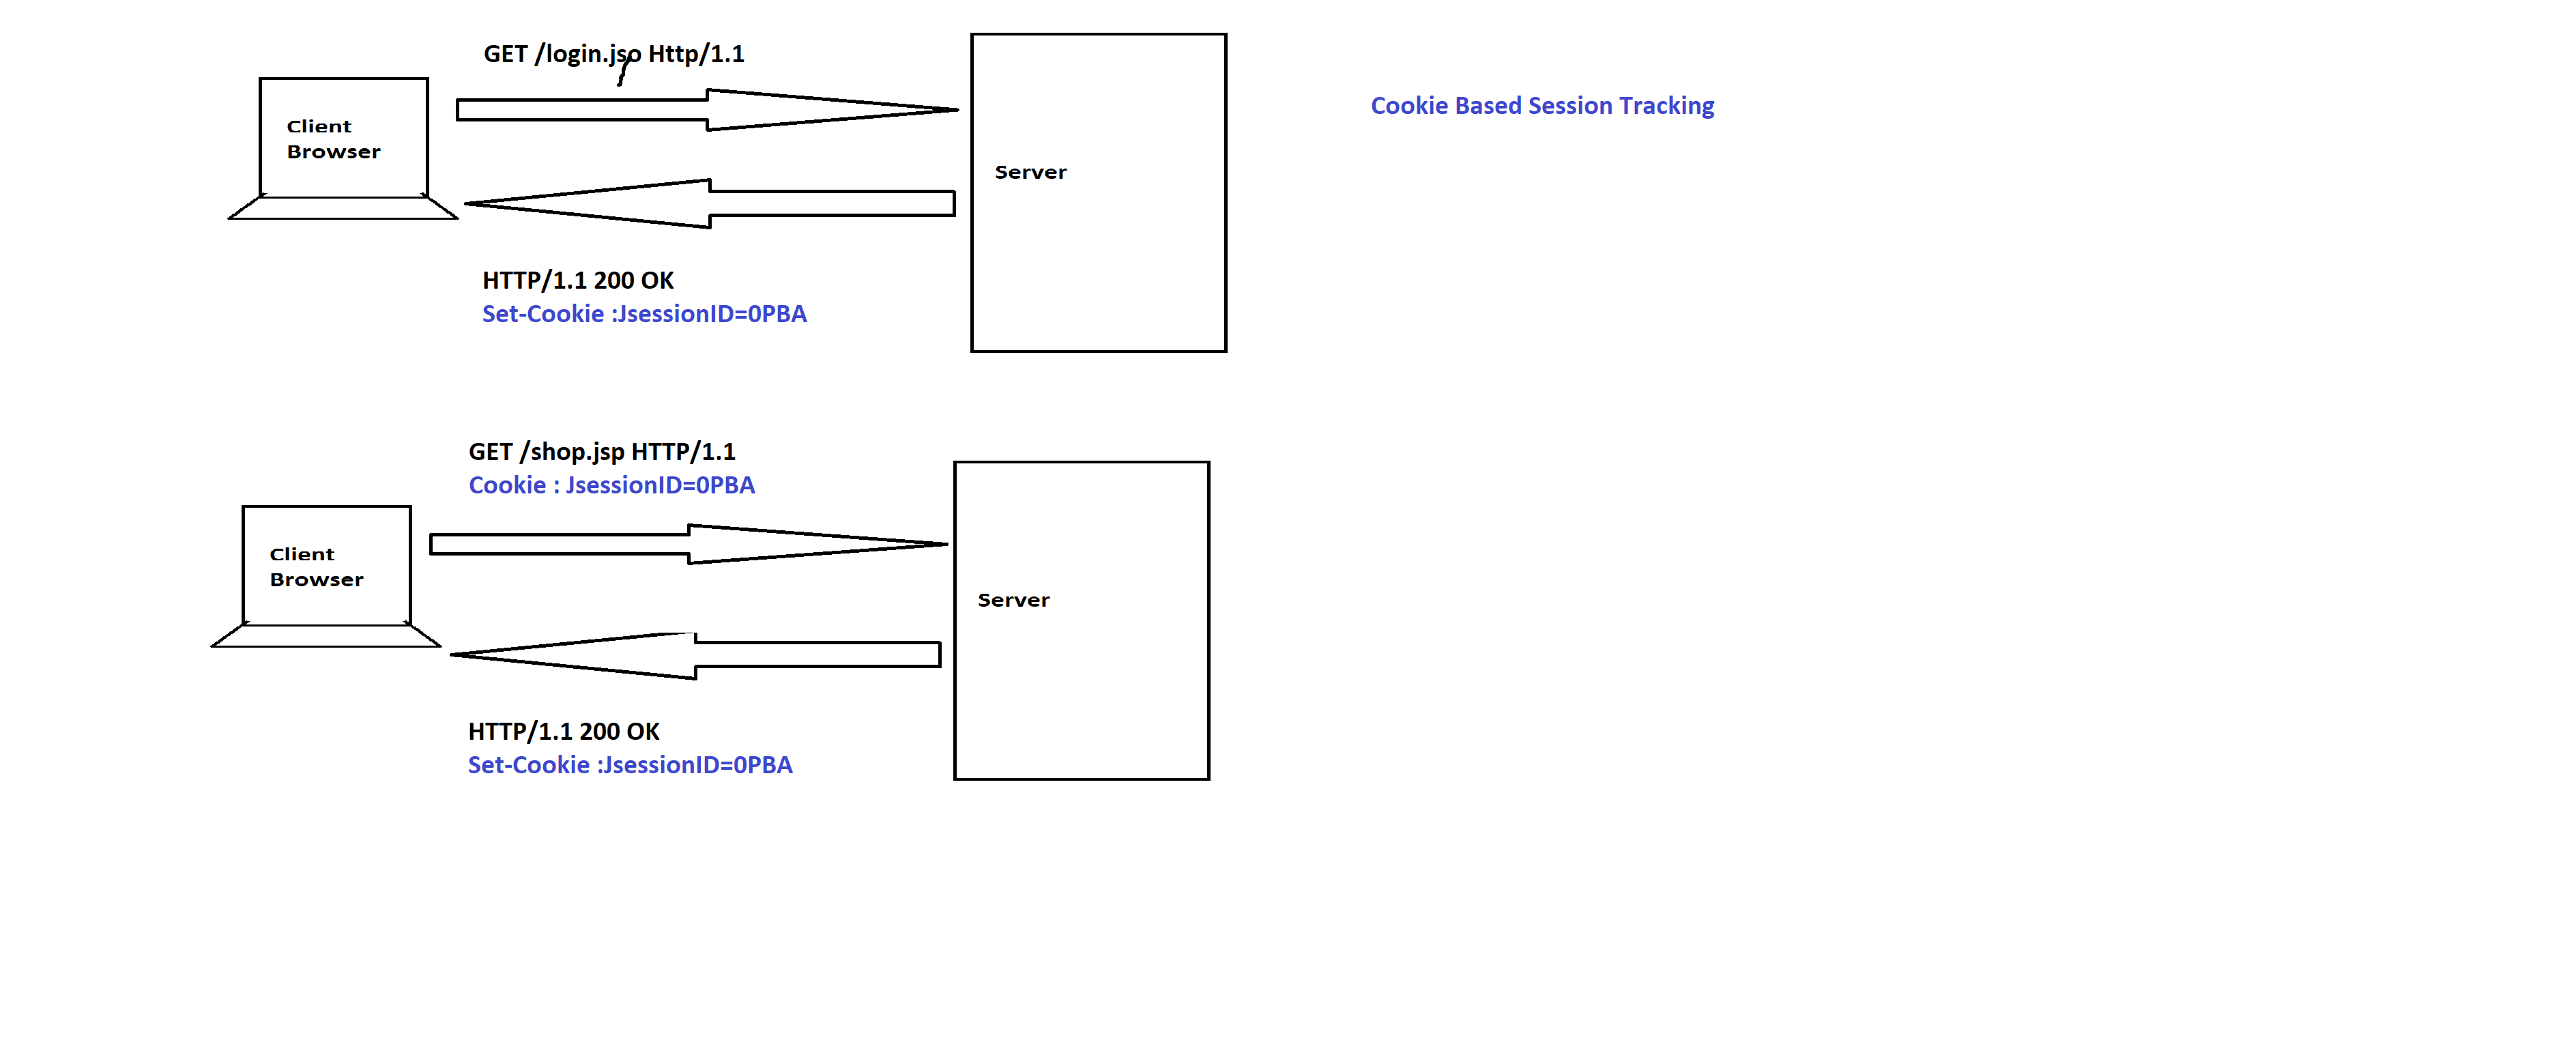 GET /login.jso Http/1.1
Cookie Based Session Tracking
Client
Browser
Server
HTTP/1.1 200 OK
Set-Cookie :JsessionID=0PBA
GET /shop.jsp HTTP/1.1
Cookie : JsessionID=0PBA
Client
Browser
Server
HTTP/1.1 200 OK
Set-Cookie :JsessionID=0PBA